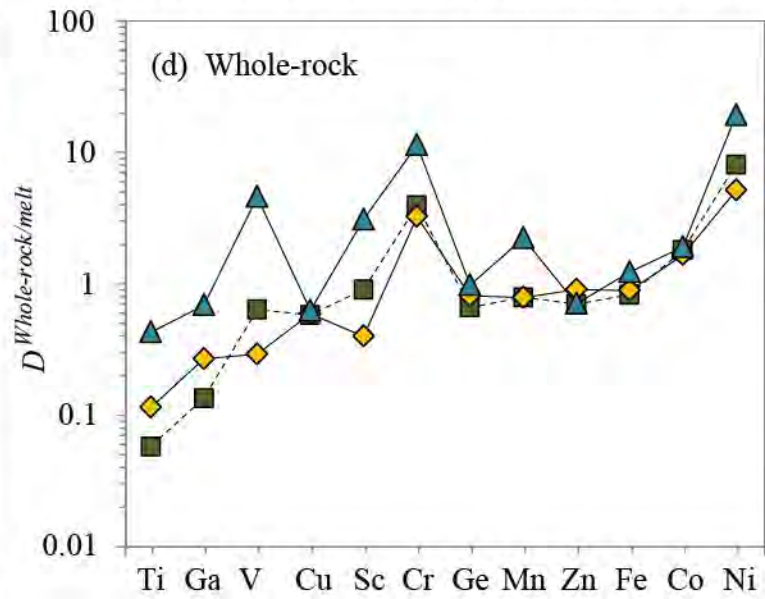 100
(d) Whole-rock
10
1
0.1
0.01
D^{Whole-rock/melt}
Ti Ga V Cu Sc Cr Ge Mn Zn Fe Co Ni